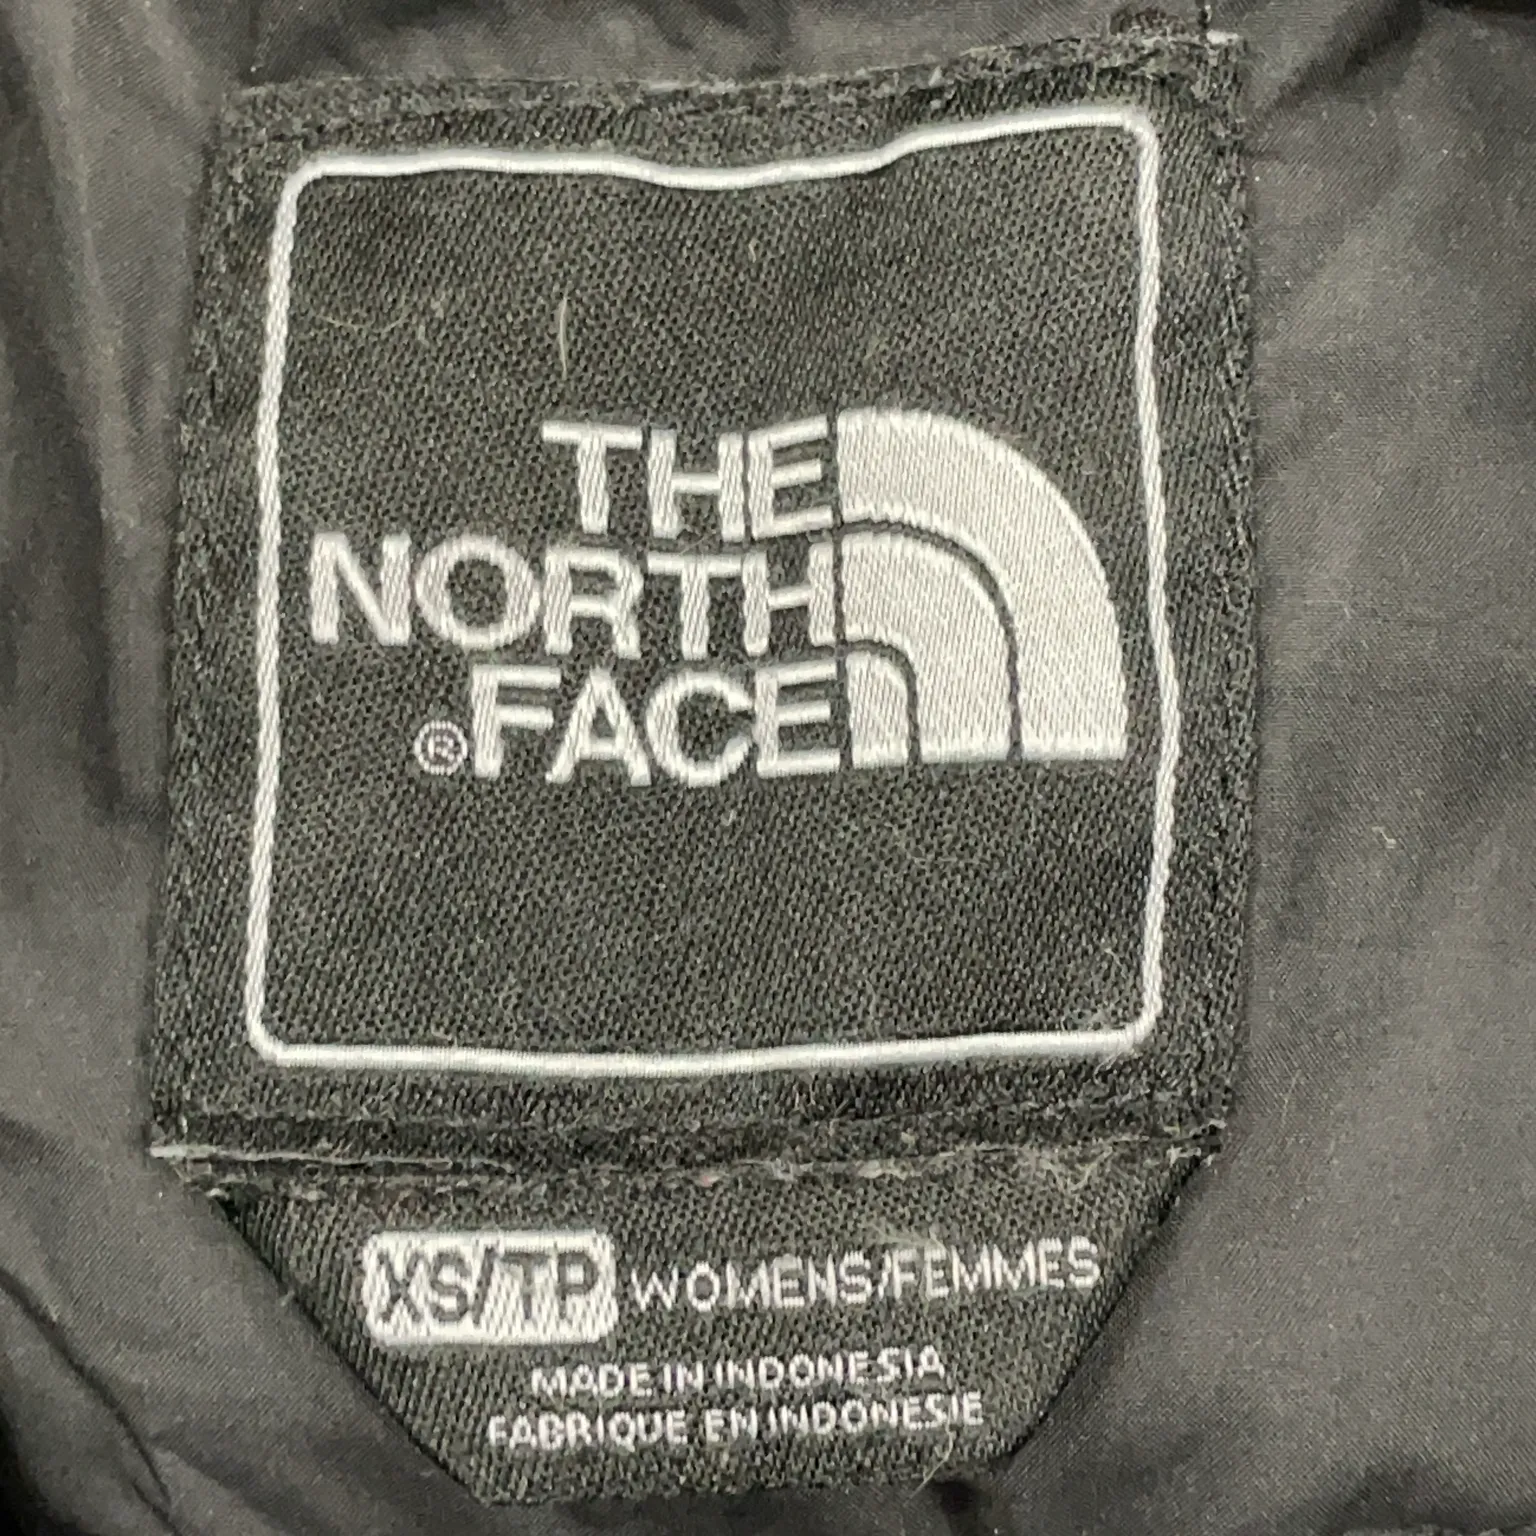 THE
NORTH
®FACE
XS/TP WOMENS/FEMMES
MADE IN INDONESIA
FABRIQUE EN INDONESIE